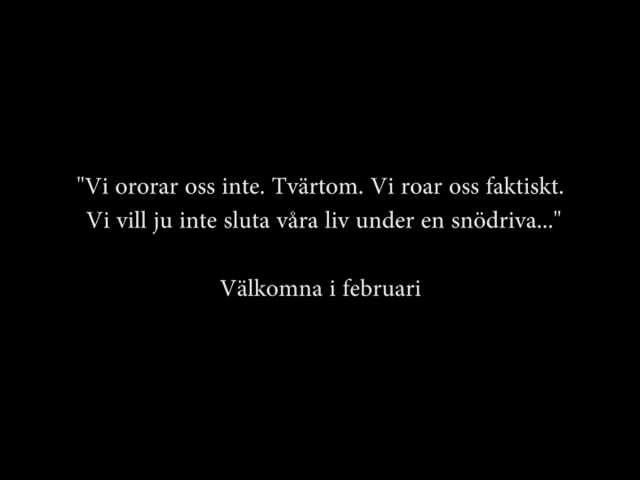 "Vi ororar oss inte. Tvärtom. Vi roar oss faktiskt.
Vi vill ju inte sluta våra liv under en snödriva..."
Välkomna i februari